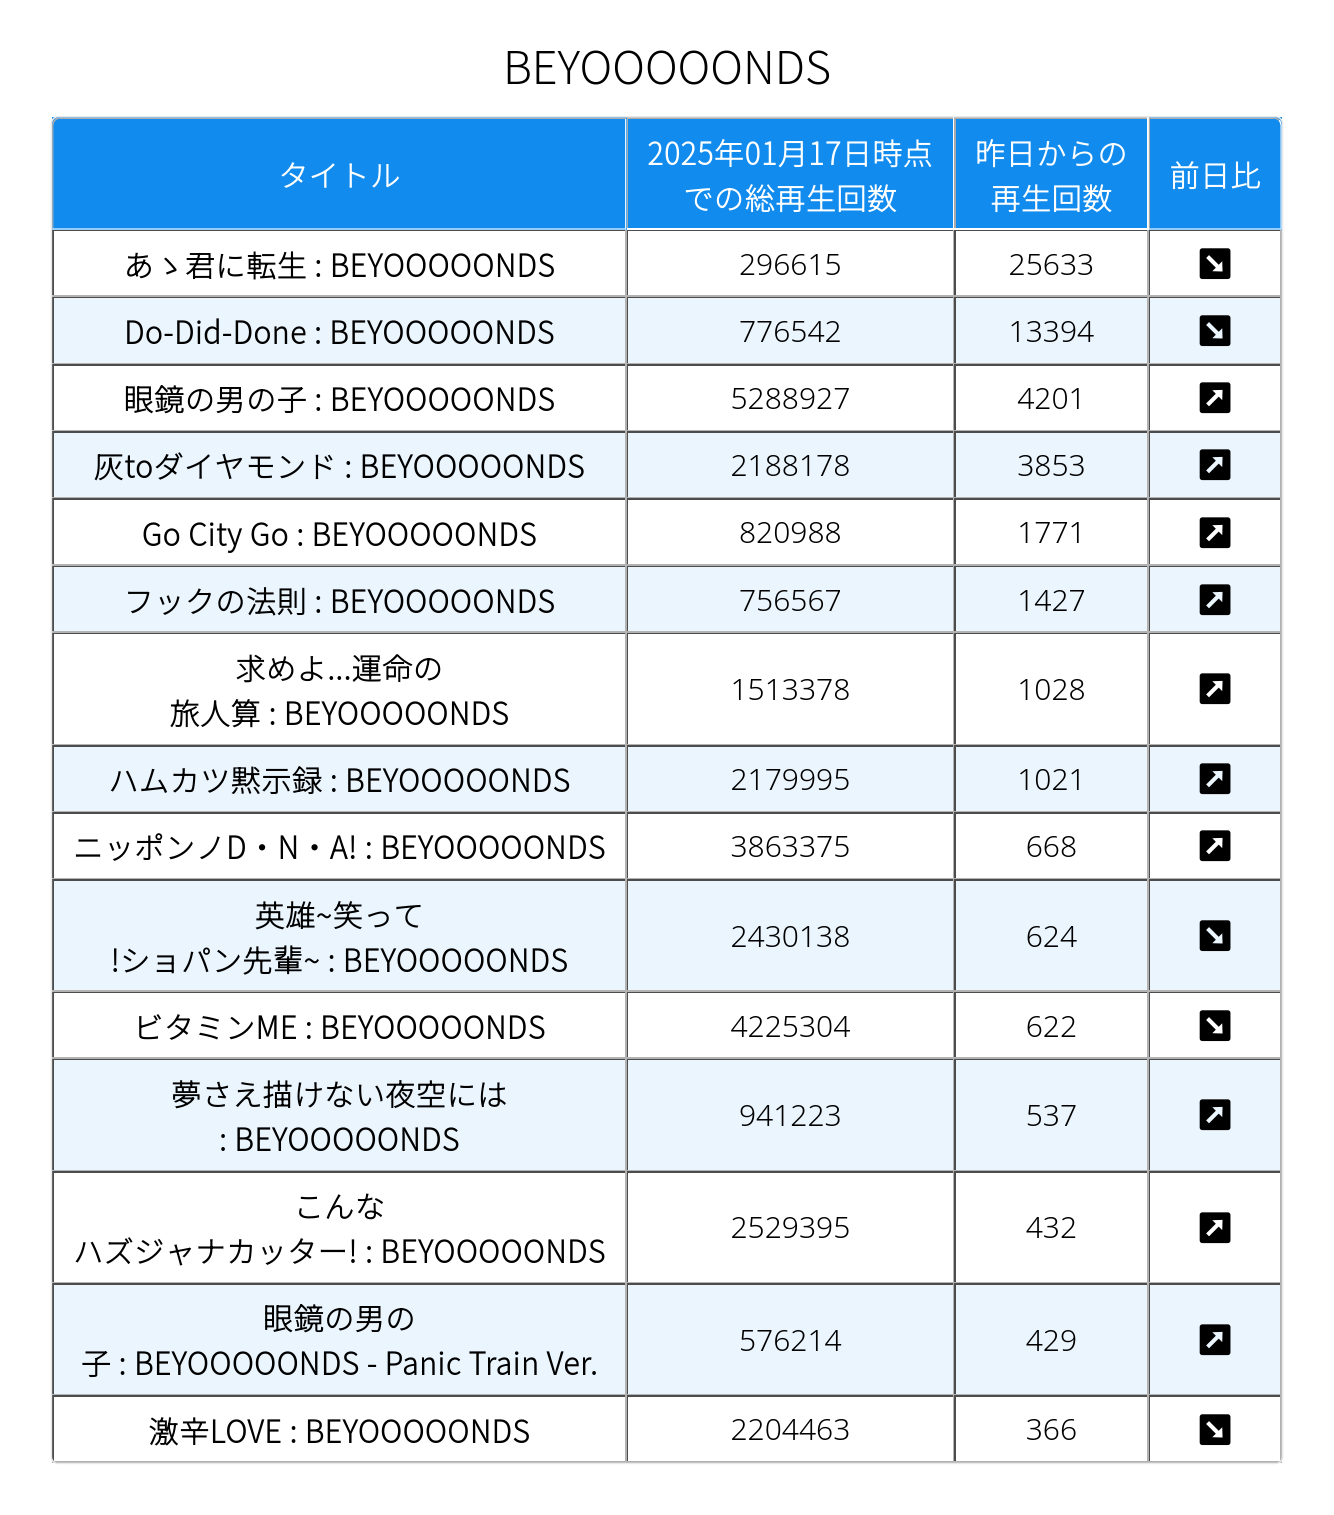 BEYOOOOONDS
タイトル
2025年01月17日時点
での総再生回数
昨日からの
再生回数
前日比
あゝ君に転生 : BEYOOOOONDS
296615
25633
Do-Did-Done : BEYOOOOONDS
776542
13394
眼鏡の男の子 : BEYOOOOONDS
5288927
4201
灰toダイヤモンド : BEYOOOOONDS
2188178
3853
Go City Go : BEYOOOOONDS
820988
1771
フックの法則 : BEYOOOOONDS
756567
1427
求めよ...運命の
旅人算 : BEYOOOOONDS
1513378
1028
ハムカツ黙示録 : BEYOOOOONDS
2179995
1021
ニッポンノD・N・A! : BEYOOOOONDS
3863375
668
英雄~笑って
!ショパン先輩~ : BEYOOOOONDS
2430138
624
ビタミンME : BEYOOOOONDS
4225304
622
夢さえ描けない夜空には
: BEYOOOOONDS
941223
537
こんな
ハズジャナカッター! : BEYOOOOONDS
2529395
432
眼鏡の男の
子 : BEYOOOOONDS - Panic Train Ver.
576214
429
激辛LOVE : BEYOOOOONDS
2204463
366